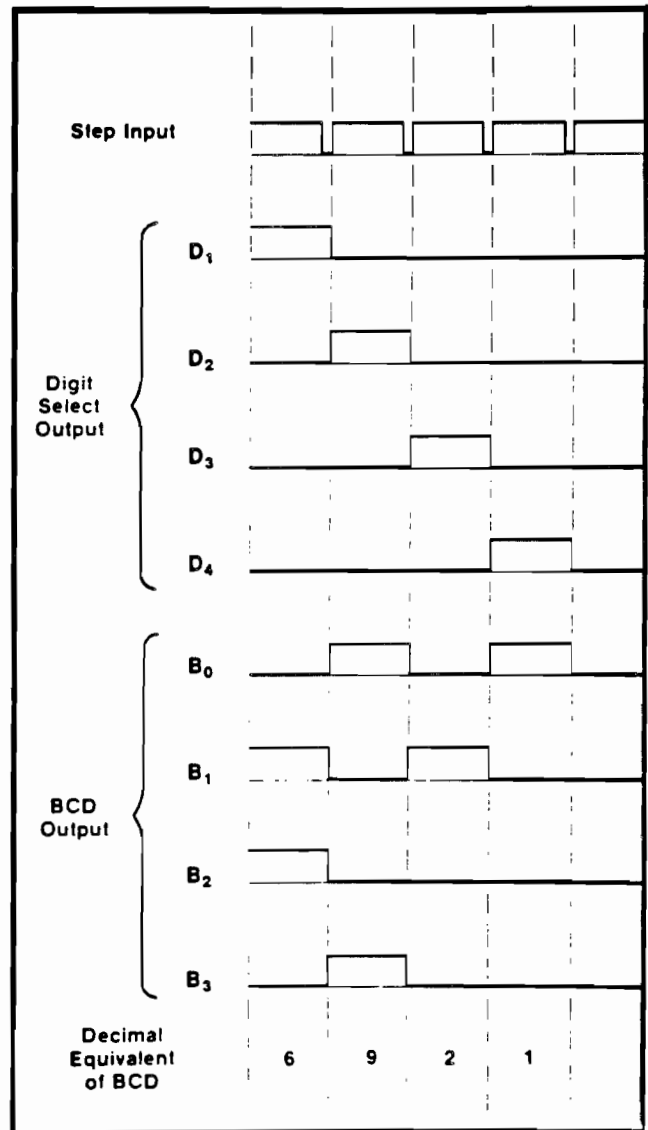 Step Input
D₁
D₂
Digit
Select
Output
D₃
D₄
B₀
B₁
BCD
Output
B₂
B₃
Decimal
Equivalent
of BCD
6 9 2 1